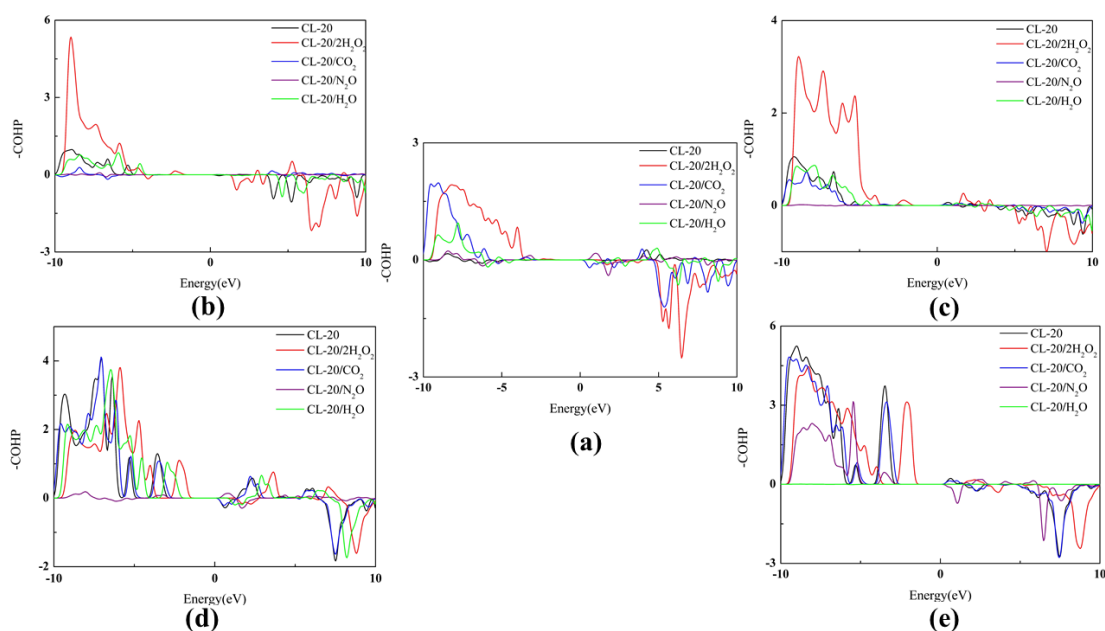 6
3
0
-3
-COHP
CL-20
CL-20/2H₂O₂
CL-20/CO₂
CL-20/N₂O
CL-20/H₂O
-10
-5
0
5
10
Energy(eV)
(b)
4
2
0
-COHP
CL-20
CL-20/2H₂O₂
CL-20/CO₂
CL-20/N₂O
CL-20/H₂O
-10
-5
0
5
10
Energy(eV)
(c)
3
0
-3
-COHP
CL-20
CL-20/2H₂O₂
CL-20/CO₂
CL-20/N₂O
CL-20/H₂O
-10
-5
0
5
10
Energy(eV)
(a)
4
2
0
-2
-COHP
CL-20
CL-20/2H₂O₂
CL-20/CO₂
CL-20/N₂O
CL-20/H₂O
-10
0
10
Energy(eV)
(d)
6
3
0
-3
-COHP
CL-20
CL-20/2H₂O₂
CL-20/CO₂
CL-20/N₂O
CL-20/H₂O
-10
0
10
Energy(eV)
(e)